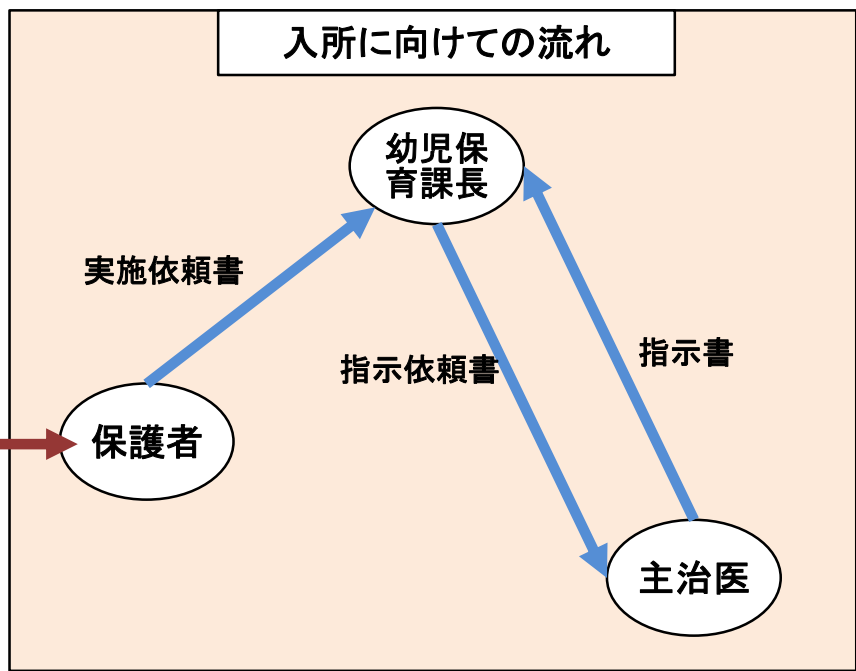 入所に向けての流れ
幼児保
育課長
実施依頼書
指示依頼書
指示書
保護者
主治医